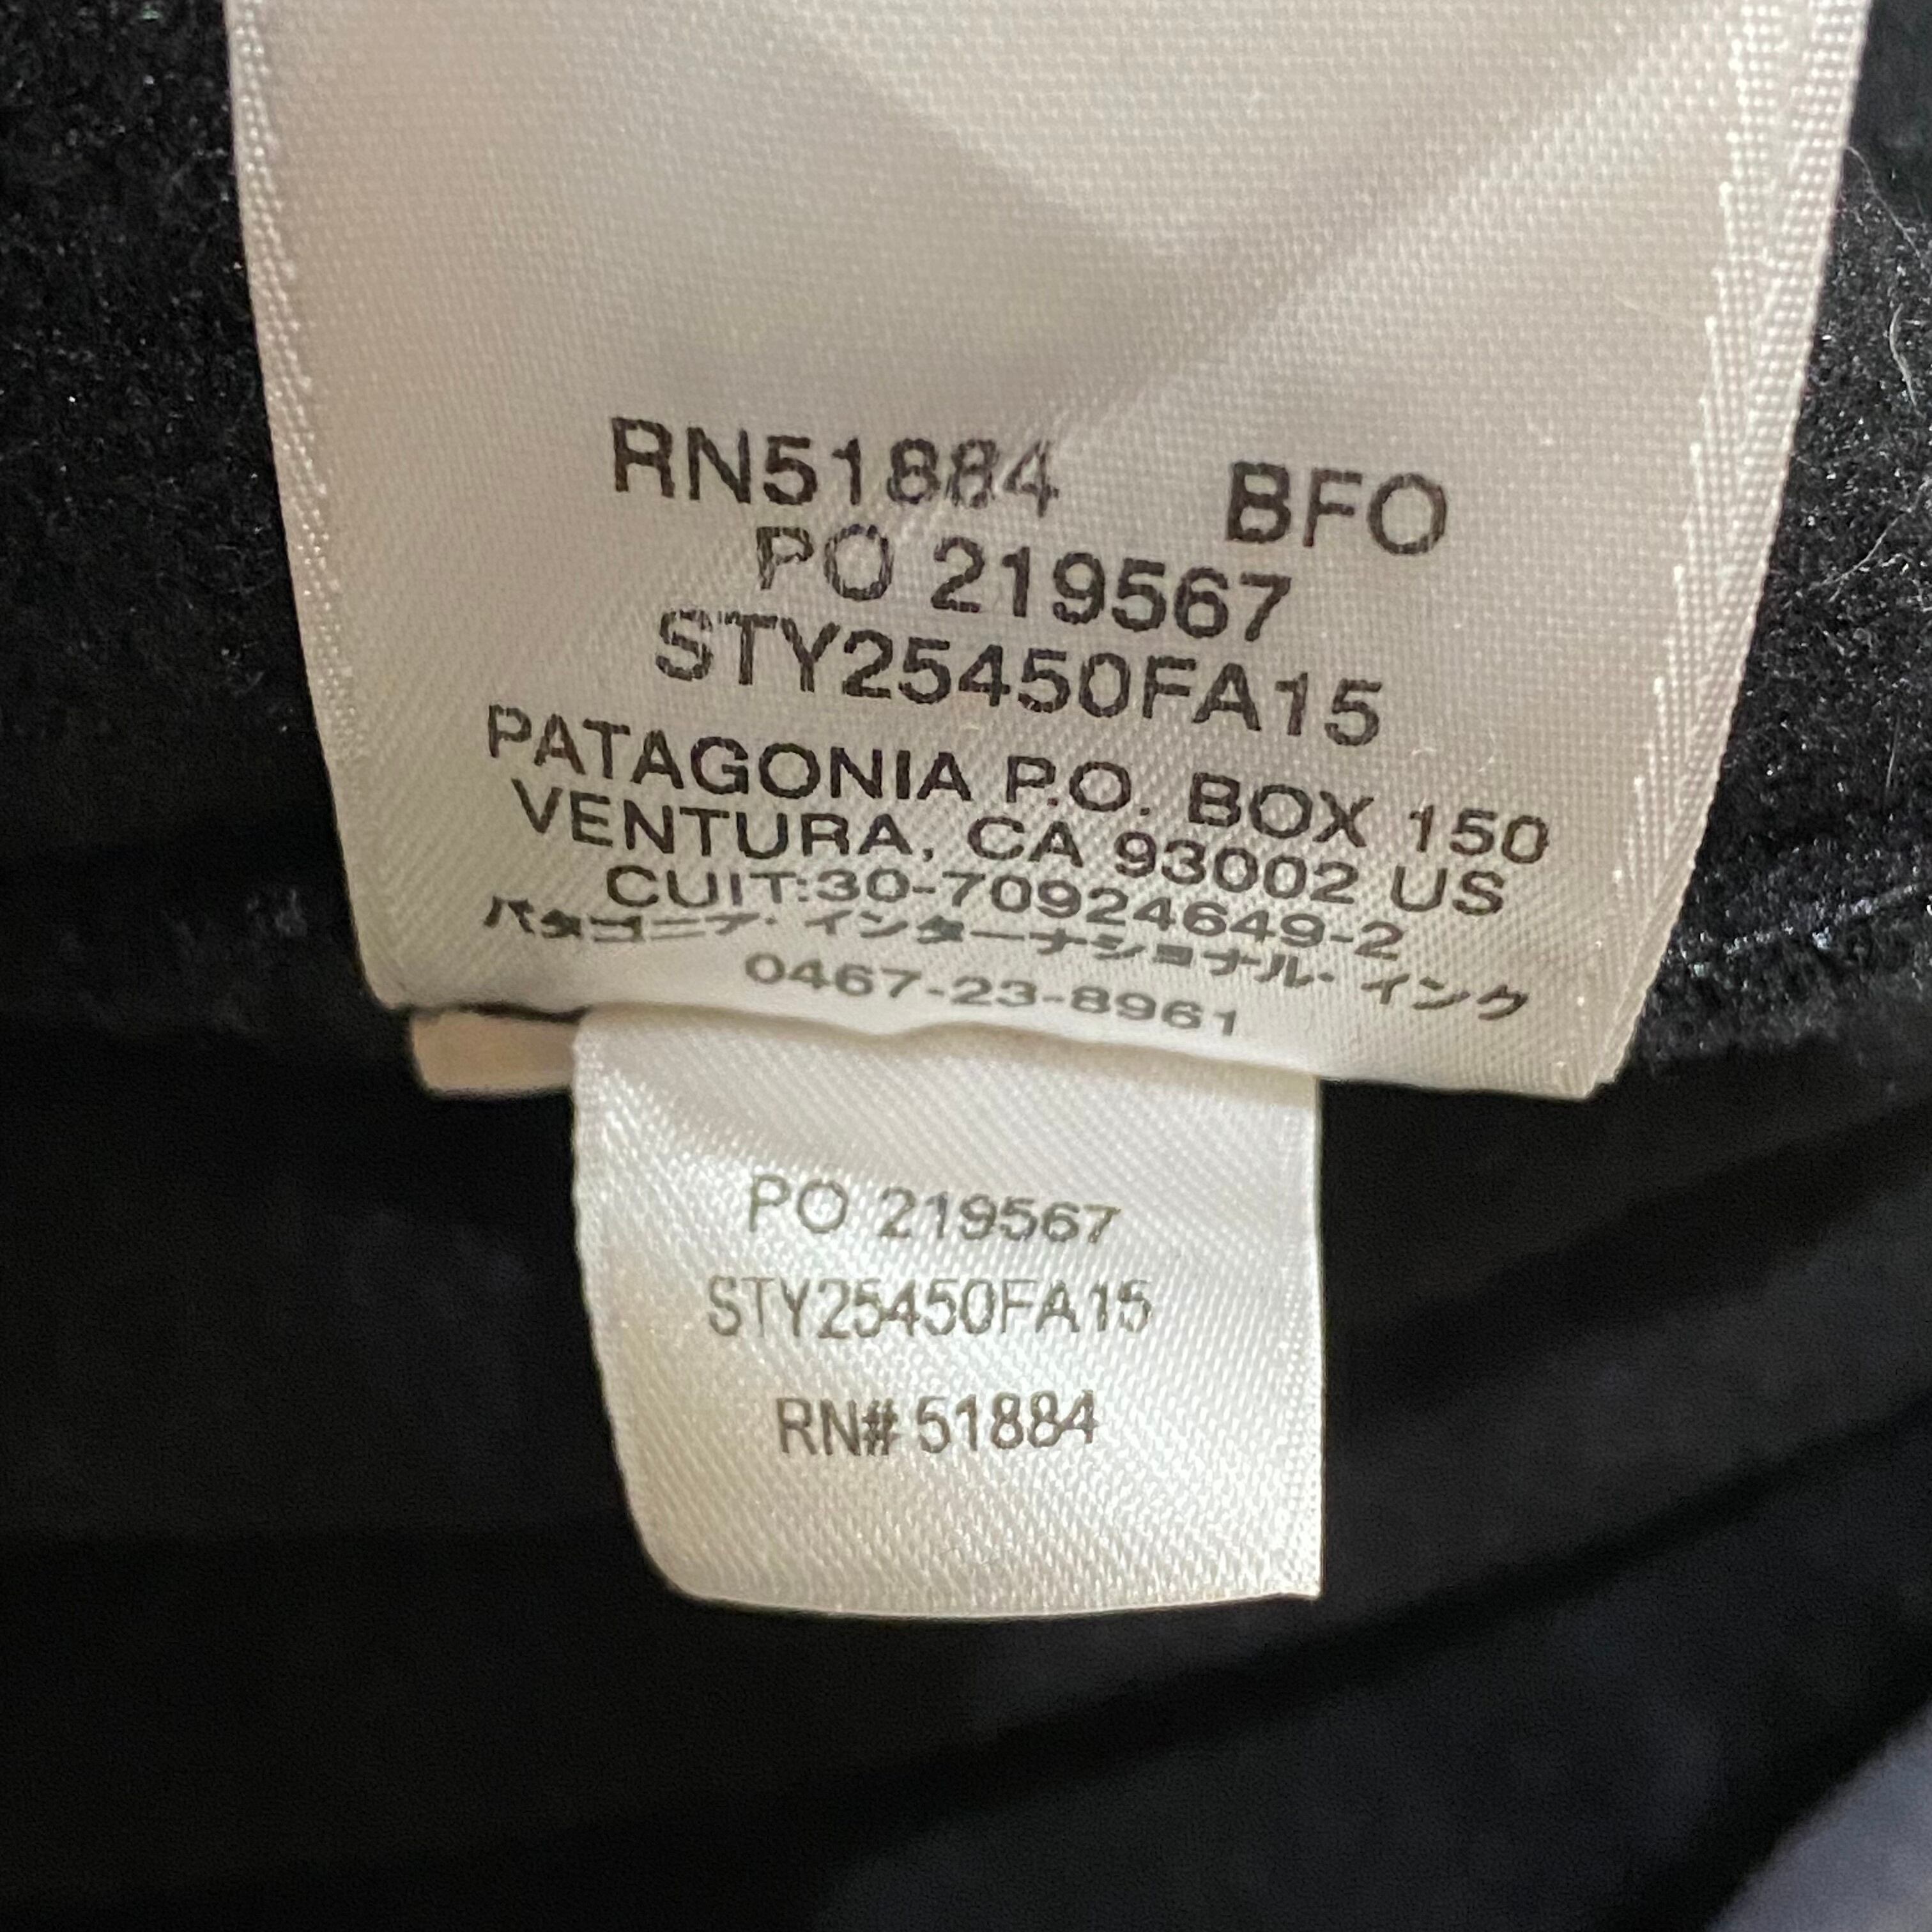 RN51884 BFO
PO 219567
STY25450FA15
PATAGONIA P.O. BOX 150
VENTURA, CA 93002 US
CUIT:30-70924649-2
パタゴニア・インターナショナル・インク
0467-23-8961
PO 219567
STY25450FA15
RN# 51884